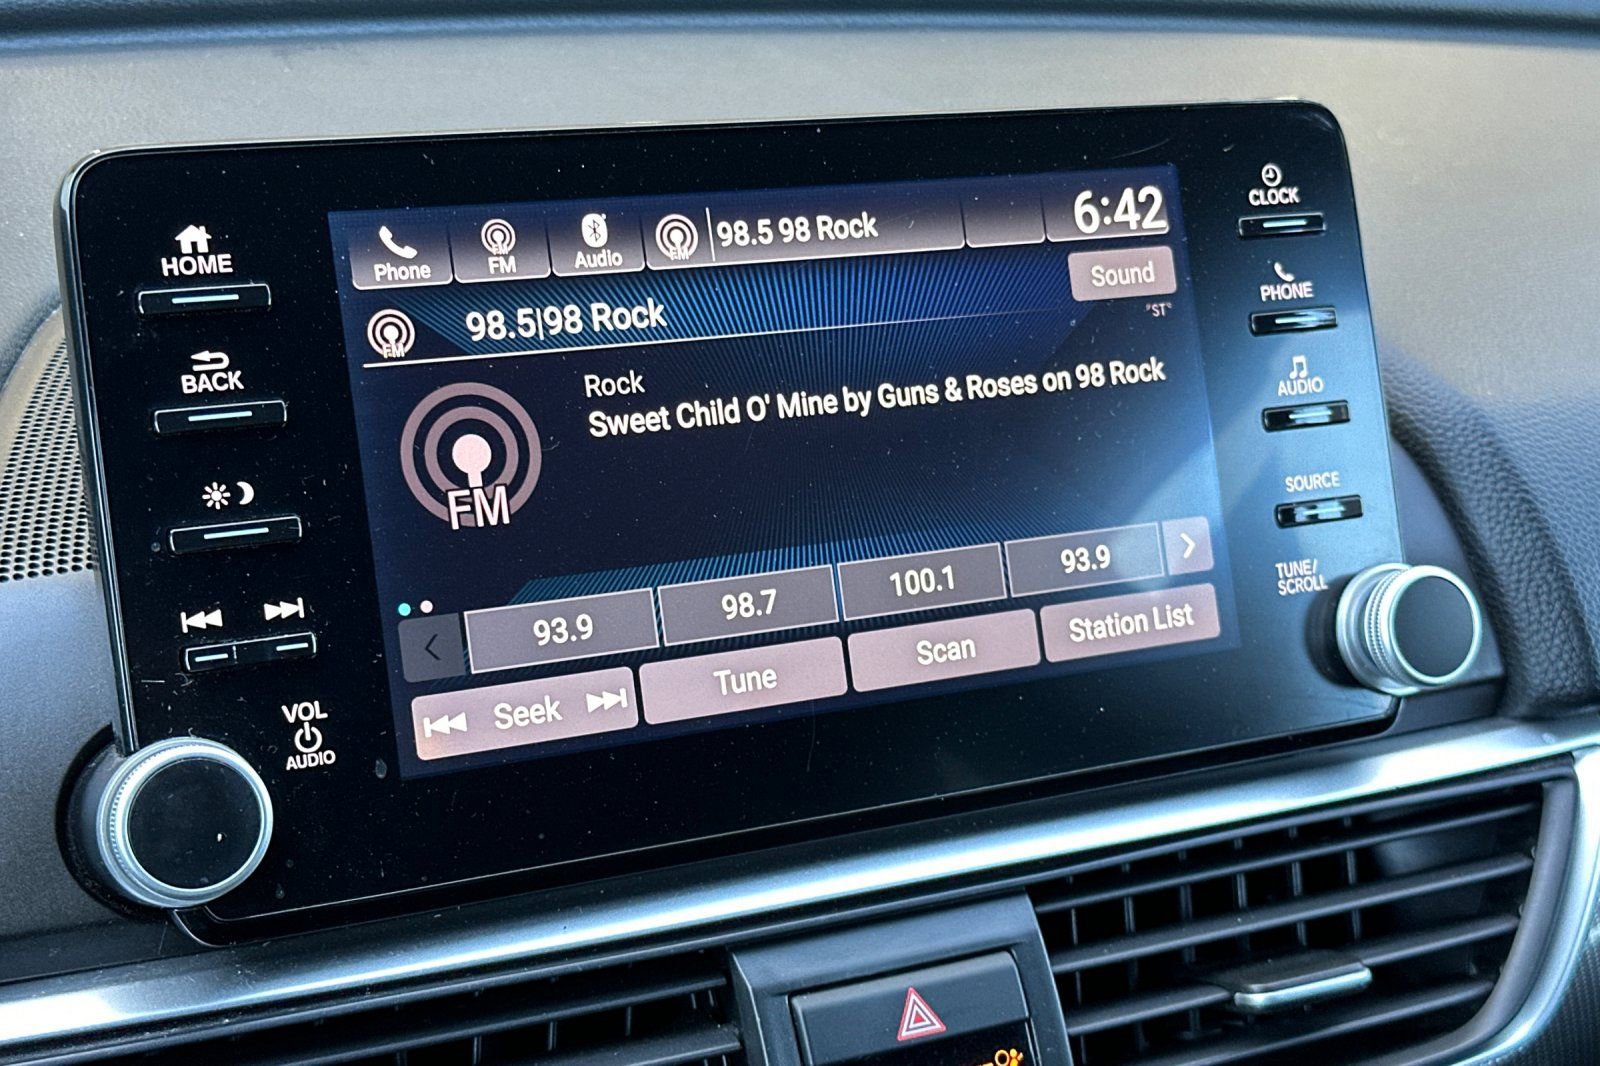 HOME
BACK
VOL
AUDIO
Phone
FM
Audio
FM
98.5 98 Rock
6:42
Sound
FM
98.5|98 Rock
"ST"
Rock
Sweet Child O' Mine by Guns & Roses on 98 Rock
FM
93.9
98.7
100.1
93.9
Seek
Tune
Scan
Station List
CLOCK
PHONE
AUDIO
SOURCE
TUNE/
SCROLL